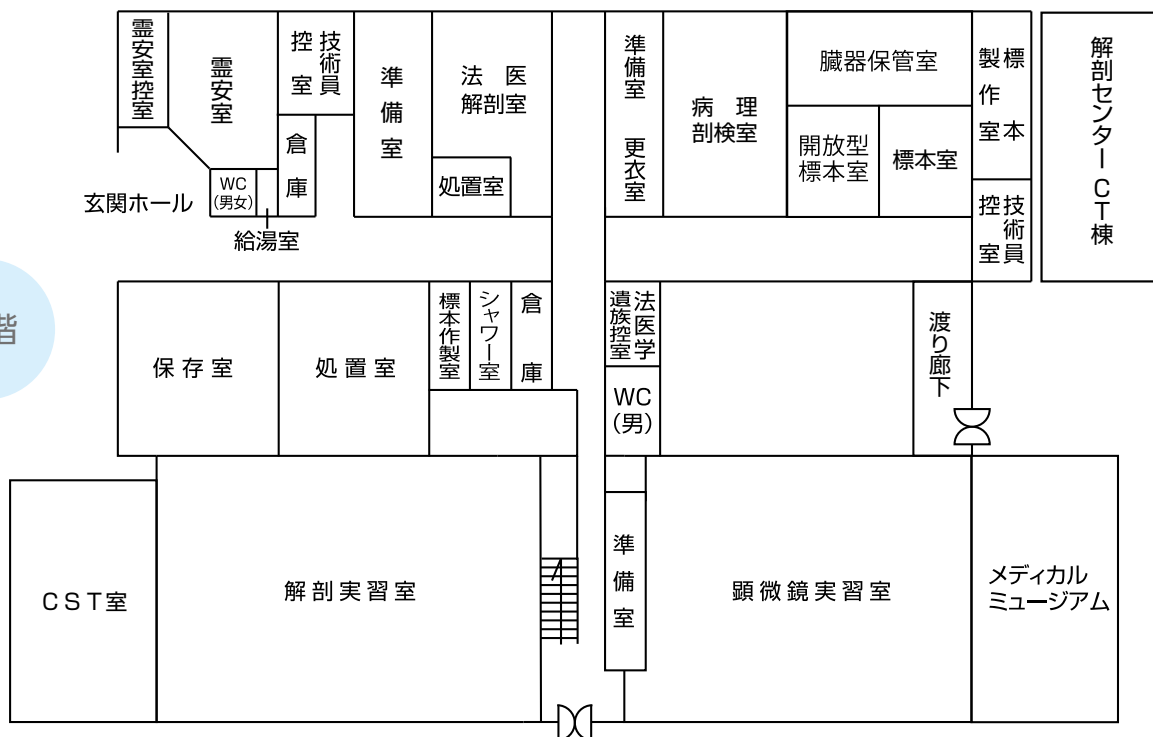 霊安室控室
霊安室
技術員
控室
準備室
法 医
解剖室
処置室
倉庫
WC
(男女)
給湯室
玄関ホール
準備室 更衣室
病 理
剖検室
臓器保管室
開放型
標本室
標本室
標本
製作室
技術員
控室
解剖センターCT棟
階
保存室
処置室
標本作製室
シャワー室
倉庫
法医学
遺族控室
WC
(男)
渡り廊下
CST室
解剖実習室
準備室
顕微鏡実習室
メディカル
ミュージアム